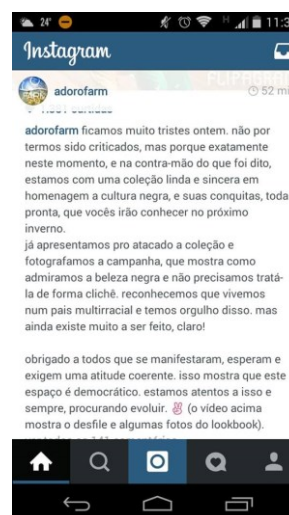 24°
H
11:3
Instagram
FLIPASSAR
adorofarm
52 mi
adorofarm ficamos muito tristes ontem. não por
termos sido criticados, mas porque exatamente
neste momento, e na contra-mão do que foi dito,
estamos com uma coleção linda e sincera em
homenagem a cultura negra, e suas conquitas, toda
pronta, que vocês irão conhecer no próximo
inverno.
já apresentamos pro atacado a coleção e
fotografamos a campanha, que mostra como
admiramos a beleza negra e não precisamos tratá-
la de forma clichê. reconhecemos que vivemos
num pais multirracial e temos orgulho disso. mas
ainda existe muito a ser feito, claro!
obrigado a todos que se manifestaram, esperam e
exigem uma atitude coerente. isso mostra que este
espaço é democrático. estamos atentos a isso e
sempre, procurando evoluir. ✌ (o vídeo acima
mostra o desfile e algumas fotos do lookbook).